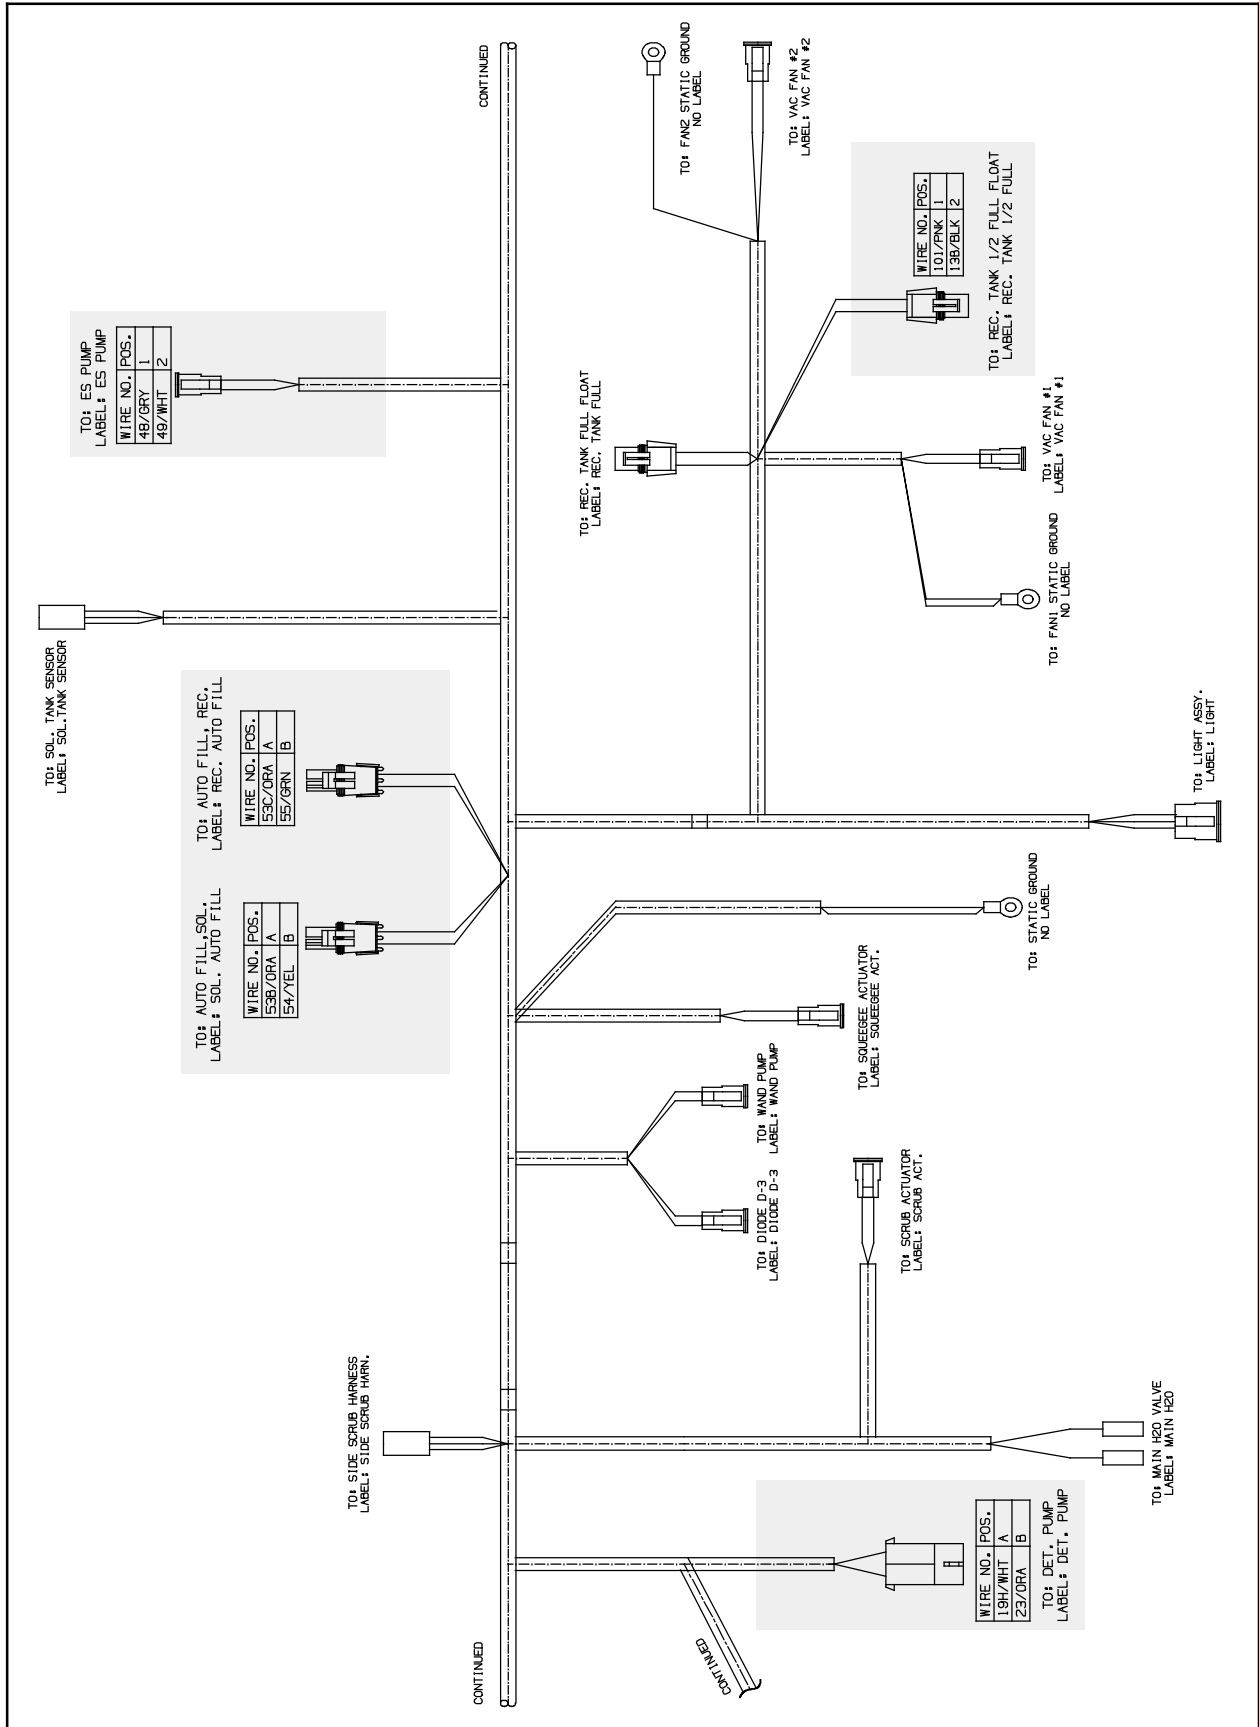 CONTINUED
TO: SIDE SCRUB HARNESS
LABEL: SIDE SCRUB HARN.
TO: AUTO FILL,SOL.
LABEL: SOL. AUTO FILL
WIRE NO. POS.
53B/ORA A
54/YEL B
TO: AUTO FILL, REC.
LABEL: REC. AUTO FILL
WIRE NO. POS.
53C/ORA A
55/GRN B
TO: SOL. TANK SENSOR
LABEL: SOL.TANK SENSOR
TO: ES PUMP
LABEL: ES PUMP
WIRE NO. POS.
48/GRY 1
49/WHT 2
CONTINUED
CONTINUED
WIRE NO. POS.
19H/WHT A
23/ORA B
TO: DET. PUMP
LABEL: DET. PUMP
TO: MAIN H2O VALVE
LABEL: MAIN H2O
TO: SCRUB ACTUATOR
LABEL: SCRUB ACT.
TO: DIODE D-3
LABEL: DIODE D-3
TO: WAND PUMP
LABEL: WAND PUMP
TO: SQUEEGEE ACTUATOR
LABEL: SQUEEGEE ACT.
TO: STATIC GROUND
NO LABEL
TO: LIGHT ASSY.
LABEL: LIGHT
TO: REC. TANK FULL FLOAT
LABEL: REC. TANK FULL
TO: FAN1 STATIC GROUND
NO LABEL
TO: VAC FAN #1
LABEL: VAC FAN #1
TO: FAN2 STATIC GROUND
NO LABEL
TO: VAC FAN #2
LABEL: VAC FAN #2
WIRE NO. POS.
101/PNK 1
13B/BLK 2
TO: REC. TANK 1/2 FULL FLOAT
LABEL: REC. TANK 1/2 FULL